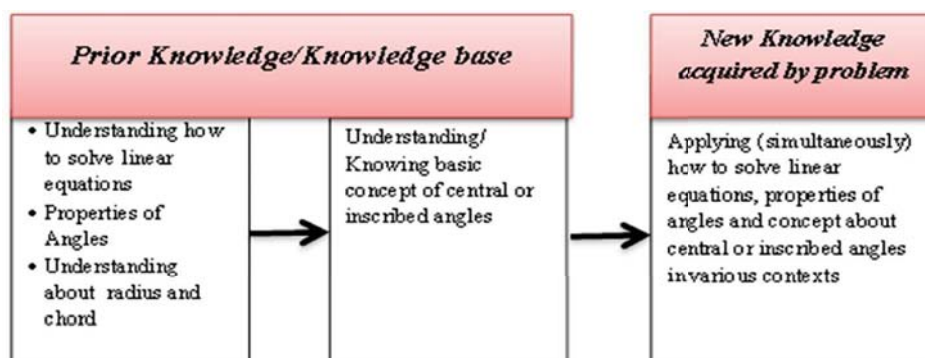 Prior Knowledge/Knowledge base
• Understanding how
to solve linear
equations
• Properties of
Angles
• Understanding
about radius and
chord
Understanding/
Knowing basic
concept of central or
inscribed angles
New Knowledge
acquired by problem
Applying (simultaneously)
how to solve linear
equations, properties of
angles and concept about
central or inscribed angles
invarious contexts